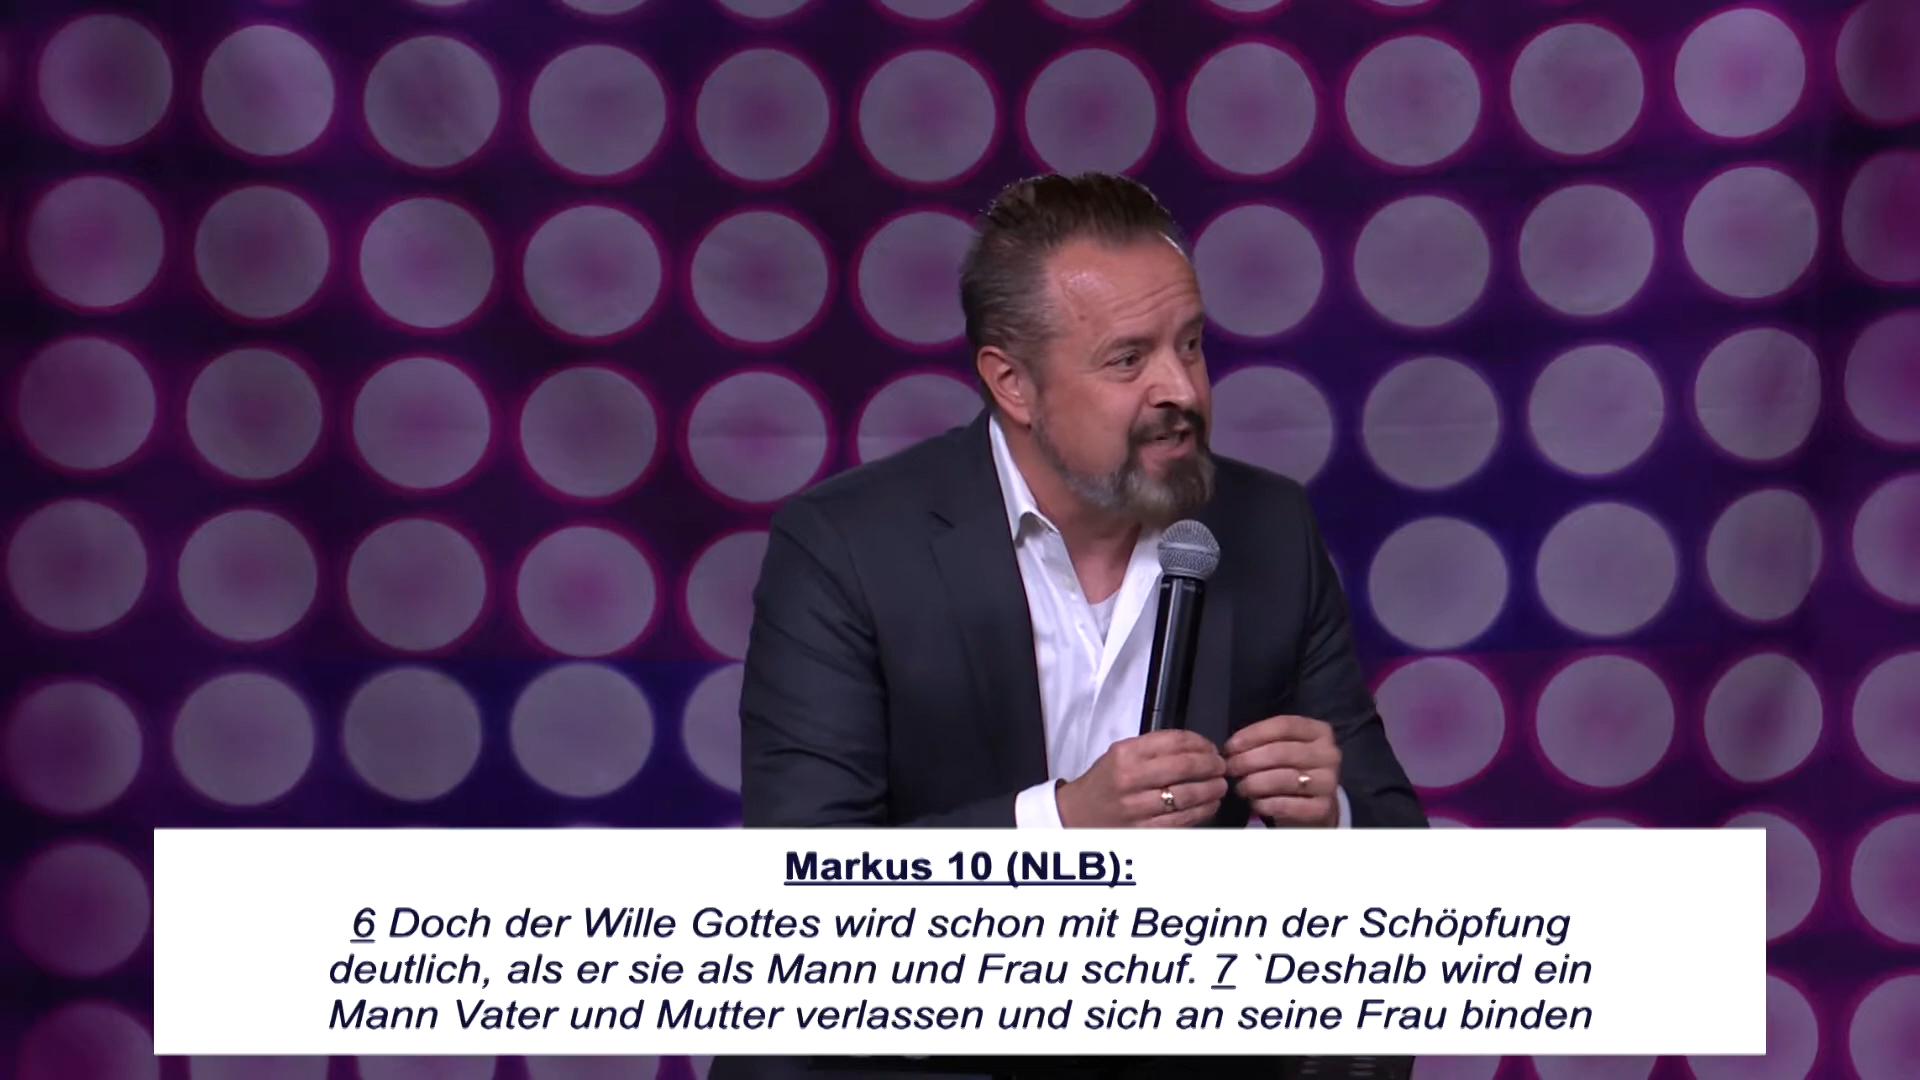 Markus 10 (NLB):
6 Doch der Wille Gottes wird schon mit Beginn der Schöpfung
deutlich, als er sie als Mann und Frau schuf. 7 `Deshalb wird ein
Mann Vater und Mutter verlassen und sich an seine Frau binden